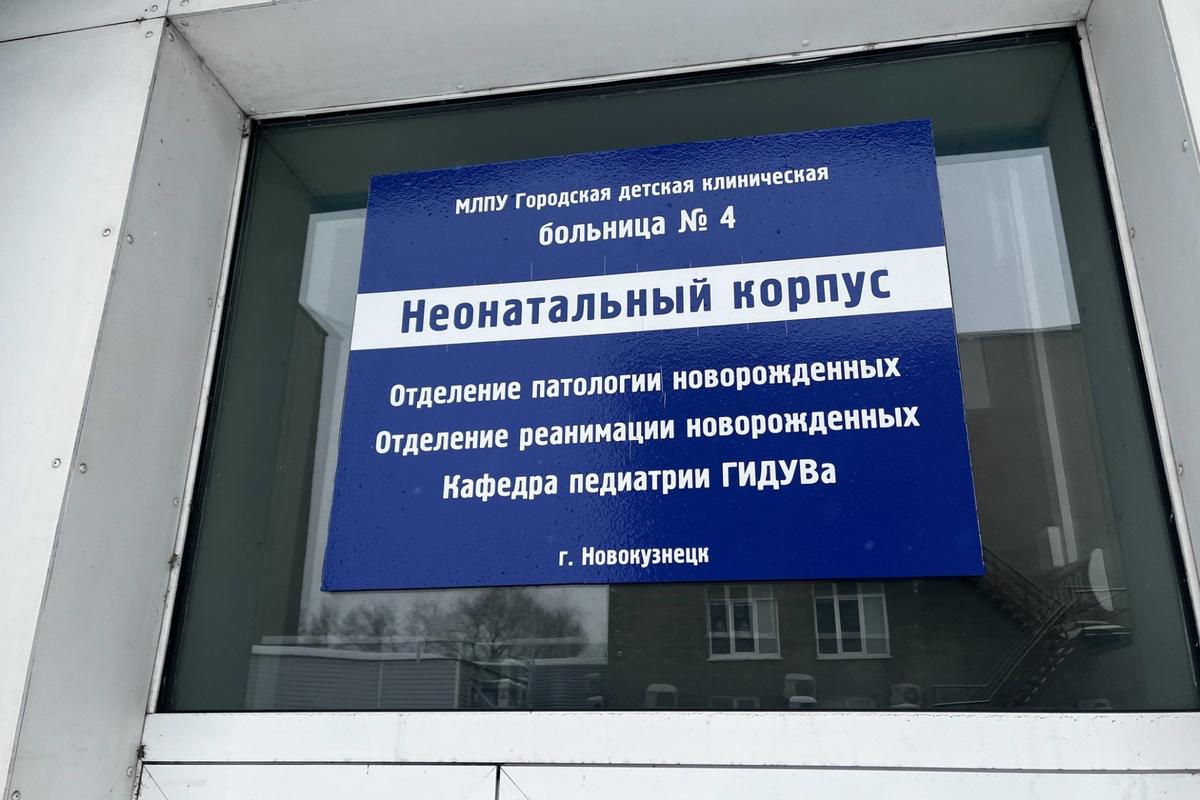 МЛПУ Городская детская клиническая
больница № 4
Неонатальный корпус
Отделение патологии новорожденных
Отделение реанимации новорожденных
Кафедра педиатрии ГИДУВа
г. Новокузнецк